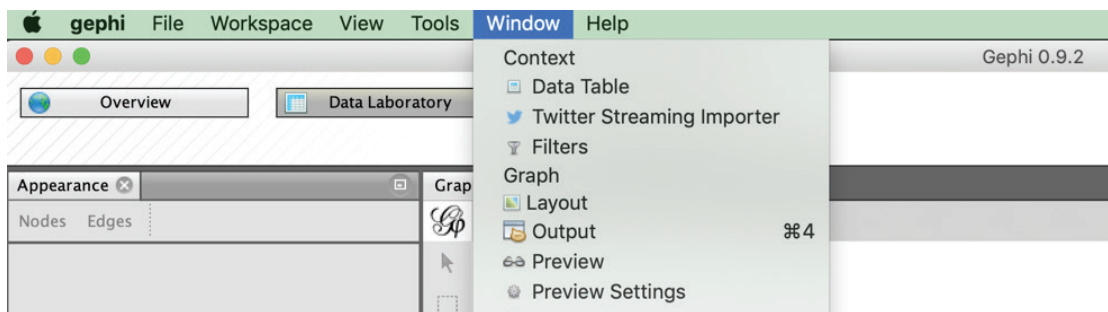 gephi File Workspace View Tools Window Help
Gephi 0.9.2
Context
Data Table
Overview
Data Laboratory
Twitter Streaming Importer
Filters
Graph
Appearance
Grap
Layout
Nodes Edges
Output ⌘4
Preview
Preview Settings